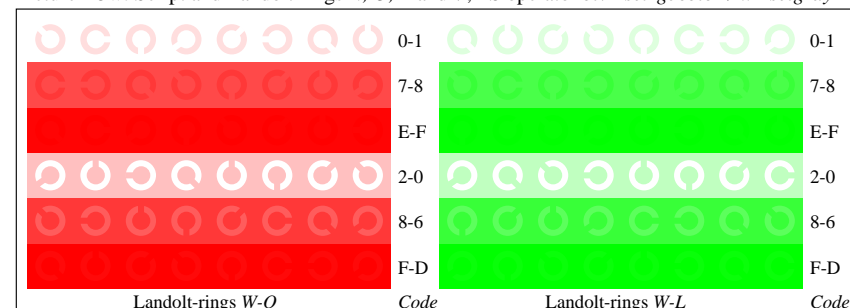 0-1 0-1
7-8 7-8
E-F E-F
2-0 2-0
8-6 8-6
F-D F-D
Landolt-rings W-O Code Landolt-rings W-L Code